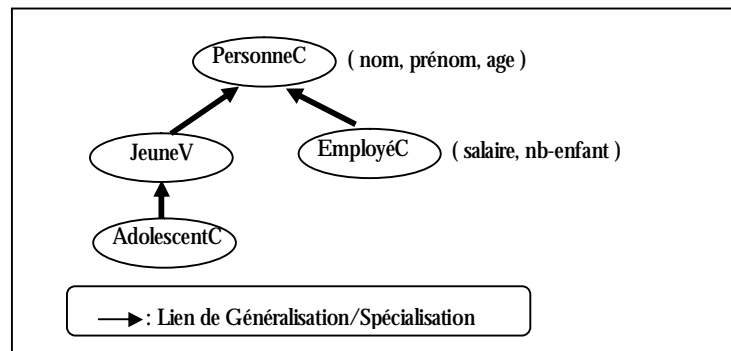 PersonneC ( nom, prénom, age )
JeuneV EmployéC ( salaire, nb-enfant )
AdolescentC
: Lien de Généralisation/Spécialisation